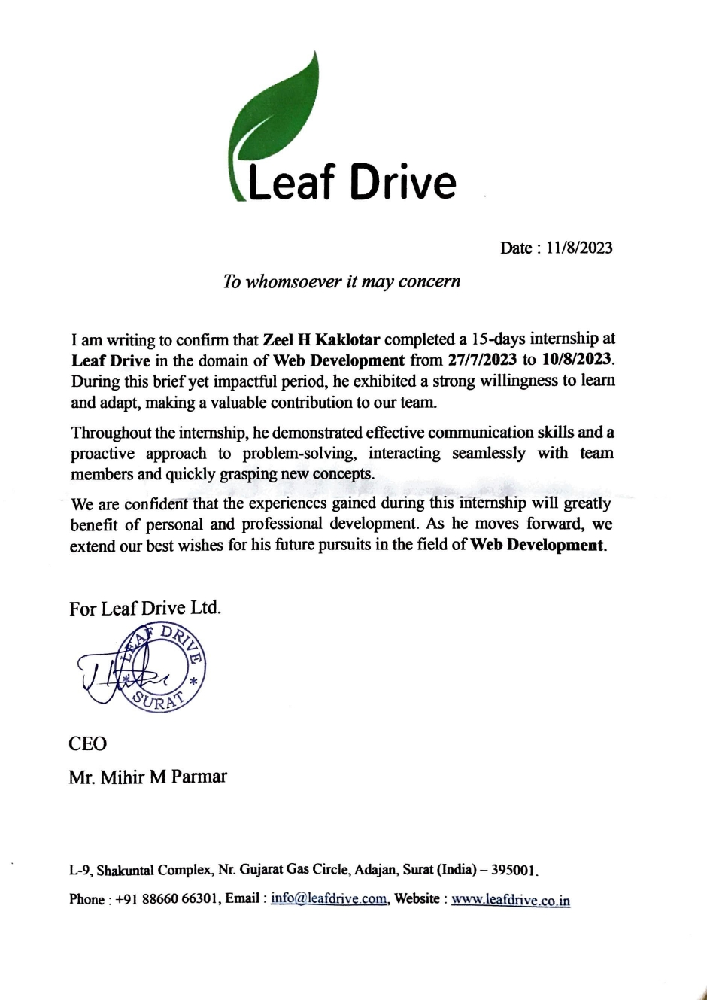 Leaf Drive
Date : 11/8/2023
To whomsoever it may concern
I am writing to confirm that Zeel H Kaklotar completed a 15-days internship at
Leaf Drive in the domain of Web Development from 27/7/2023 to 10/8/2023.
During this brief yet impactful period, he exhibited a strong willingness to learn
and adapt, making a valuable contribution to our team.
Throughout the internship, he demonstrated effective communication skills and a
proactive approach to problem-solving, interacting seamlessly with team
members and quickly grasping new concepts.
We are confident that the experiences gained during this internship will greatly
benefit of personal and professional development. As he moves forward, we
extend our best wishes for his future pursuits in the field of Web Development.
For Leaf Drive Ltd.
LEAF DRIVE
* SURAT *
CEO
Mr. Mihir M Parmar
L-9, Shakuntal Complex, Nr. Gujarat Gas Circle, Adajan, Surat (India) – 395001.
Phone : +91 88660 66301, Email : info@leafdrive.com, Website : www.leafdrive.co.in